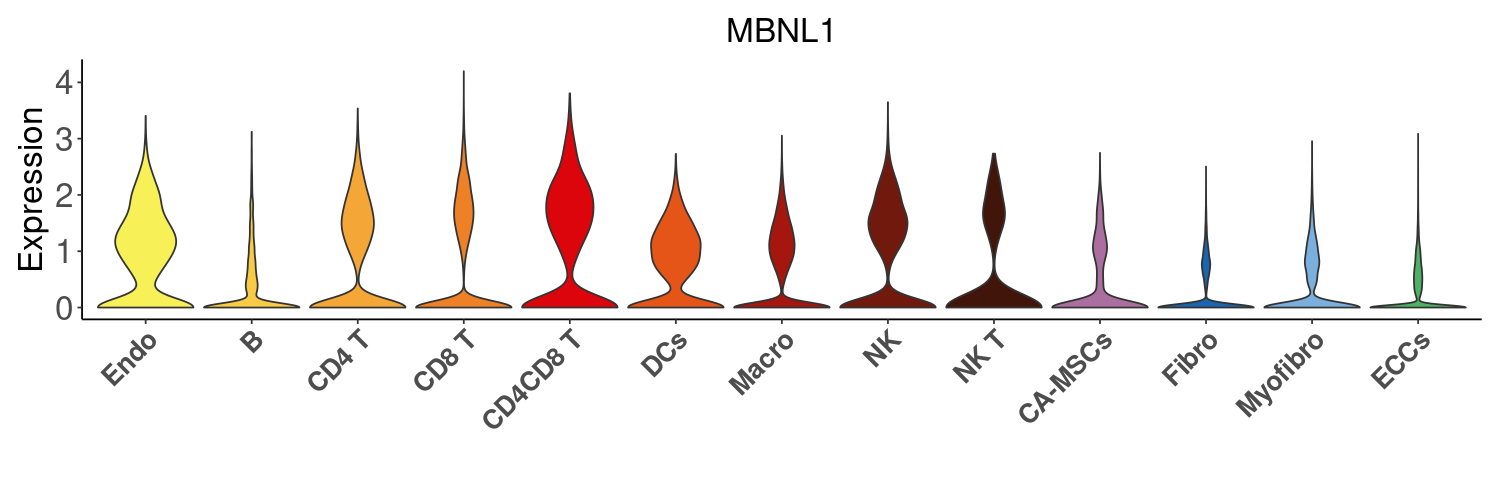 MBNL1
Expression
4
3
2
1
0
Endo
B
CD4 T
CD8 T
CD4CD8 T
DCs
Macro
NK
NK T
CA-MSCs
Fibro
Myofibro
ECCs